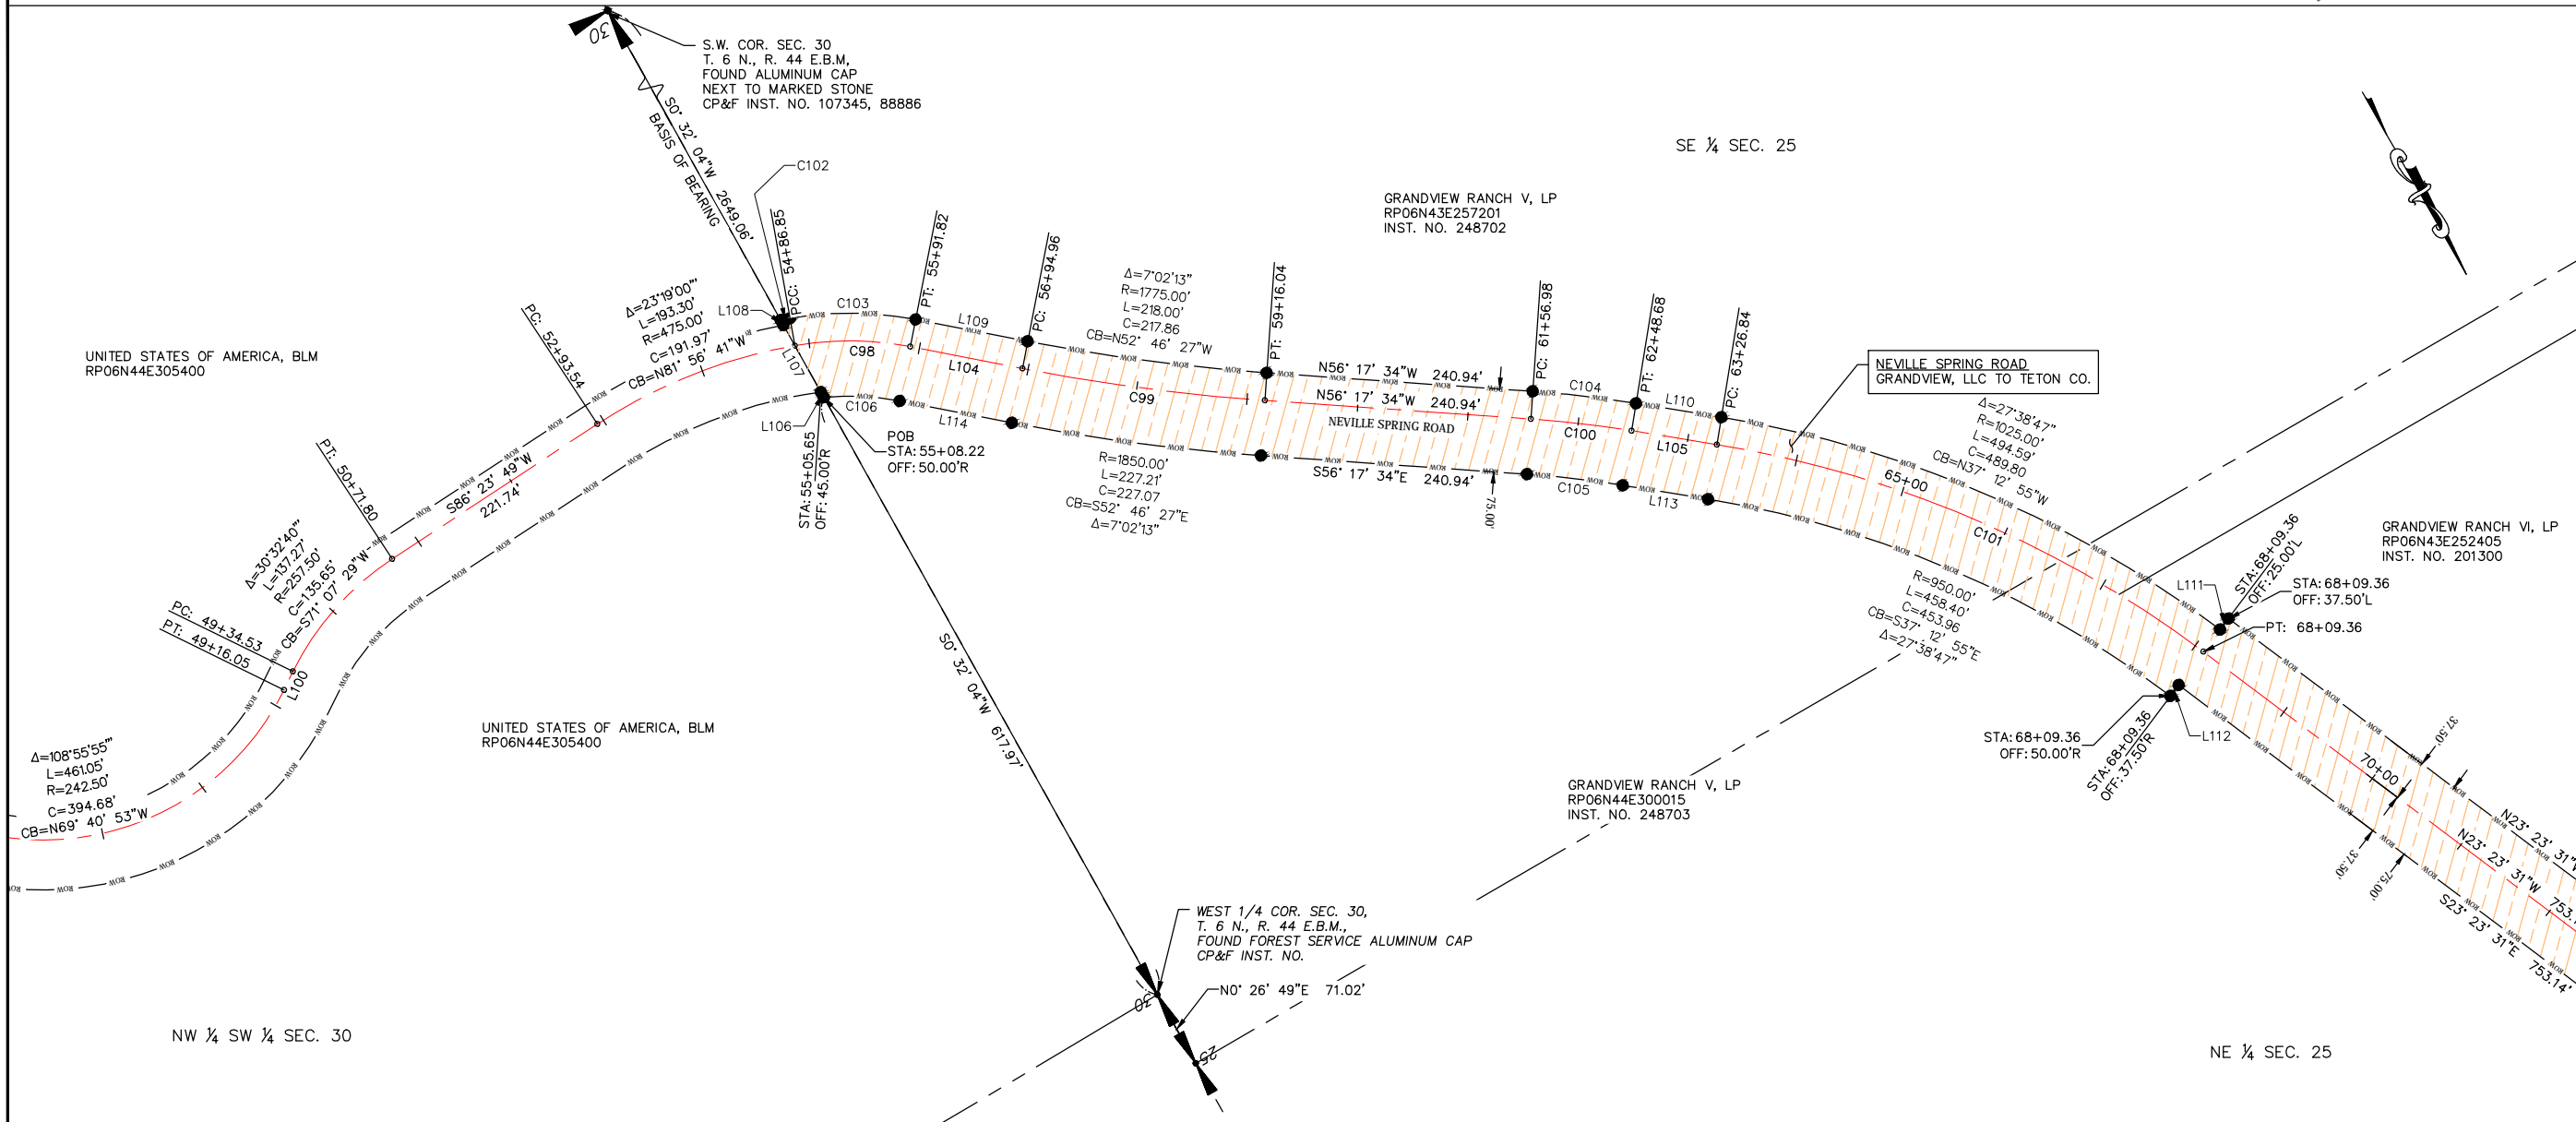 30
S.W. COR. SEC. 30
T. 6 N., R. 44 E.B.M,
FOUND ALUMINUM CAP
NEXT TO MARKED STONE
CP&F INST. NO. 107345, 88886
S0° 32' 04"W 2649.06'
BASIS OF BEARING
C102
SE ¼ SEC. 25
GRANDVIEW RANCH V, LP
RP06N43E257201
INST. NO. 248702
UNITED STATES OF AMERICA, BLM
RP06N44E305400
PC: 52+93.54
Δ=23°19'00"
L=193.30'
R=475.00'
C=191.97'
CB=N81° 56' 41"W
L108
PCC: 54+86.85
C103
PT: 55+91.82
L109
PC: 56+94.96
Δ=7°02'13"
R=1775.00'
L=218.00'
C=217.86
CB=N52° 46' 27"W
PT: 59+16.04
N56° 17' 34"W 240.94'
N56° 17' 34"W 240.94'
NEVILLE SPRING ROAD
S56° 17' 34"E 240.94'
PC: 61+56.98
C104
PT: 62+48.68
L110
PC: 63+26.84
NEVILLE SPRING ROAD
GRANDVIEW, LLC TO TETON CO.
Δ=27°38'47"
R=1025.00'
L=494.59'
C=489.80
CB=N37° 12' 55"W
L107
C98
L104
C99
C100
L105
65+00
C101
L106
C106
L114
C105
L113
75.00'
STA: 55+05.65
OFF: 45.00'R
POB
STA: 55+08.22
OFF: 50.00'R
R=1850.00'
L=227.21'
C=227.07
CB=S52° 46' 27"E
Δ=7°02'13"
PT: 50+71.80
S86° 23' 49"W
221.74'
Δ=30°32'40"
L=137.27'
R=257.50'
C=135.65'
CB=S71° 07' 29"W
PC: 49+34.53
PT: 49+16.05
L100
GRANDVIEW RANCH VI, LP
RP06N43E252405
INST. NO. 201300
R=950.00'
L=458.40'
C=453.96
CB=S37° 12' 55"E
Δ=27°38'47"
L111
STA: 68+09.36
OFF: 25.00'L
STA: 68+09.36
OFF: 37.50'L
PT: 68+09.36
S0° 32' 04"W 617.97'
UNITED STATES OF AMERICA, BLM
RP06N44E305400
Δ=108°55'55"
L=461.05'
R=242.50'
C=394.68'
CB=N69° 40' 53"W
STA: 68+09.36
OFF: 50.00'R
STA: 68+09.36
OFF: 37.50'R
L112
37.50'
70+00
37.50'
75.00'
N23° 23' 31"W
N23° 23' 31"W 753.
S23° 23' 31"E 753.14'
GRANDVIEW RANCH V, LP
RP06N44E300015
INST. NO. 248703
WEST 1/4 COR. SEC. 30,
T. 6 N., R. 44 E.B.M.,
FOUND FOREST SERVICE ALUMINUM CAP
CP&F INST. NO.
30
N0° 26' 49"E 71.02'
25
NW ¼ SW ¼ SEC. 30
NE ¼ SEC. 25
ROW